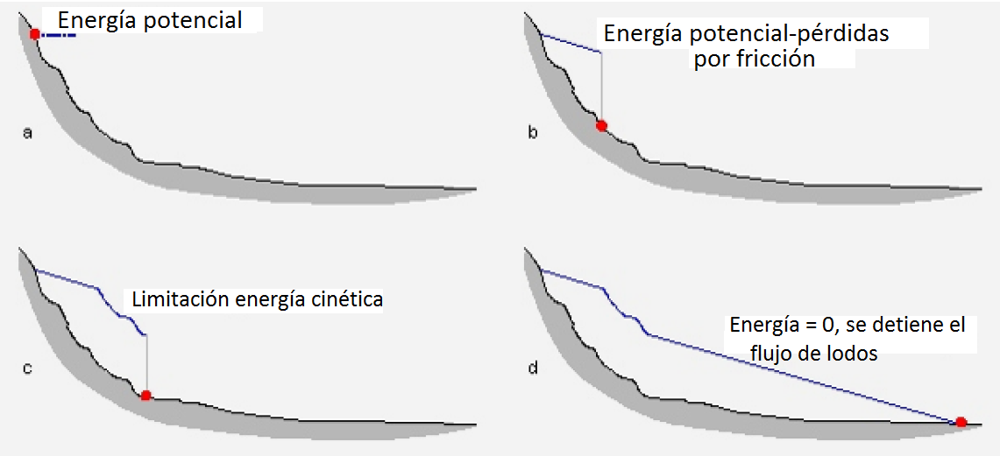 Energía potencial
a
Energía potencial-pérdidas
por fricción
b
Limitación energía cinética
c
Energía = 0, se detiene el
flujo de lodos
d